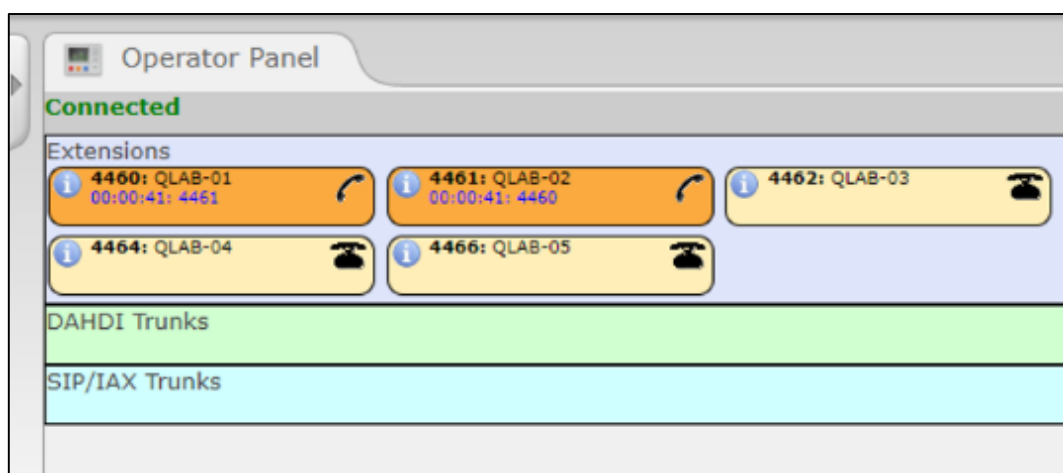 Operator Panel
Connected
Extensions
4460: QLAB-01
00:00:41: 4461
4461: QLAB-02
00:00:41: 4460
4462: QLAB-03
4464: QLAB-04
4466: QLAB-05
DAHDI Trunks
SIP/IAX Trunks